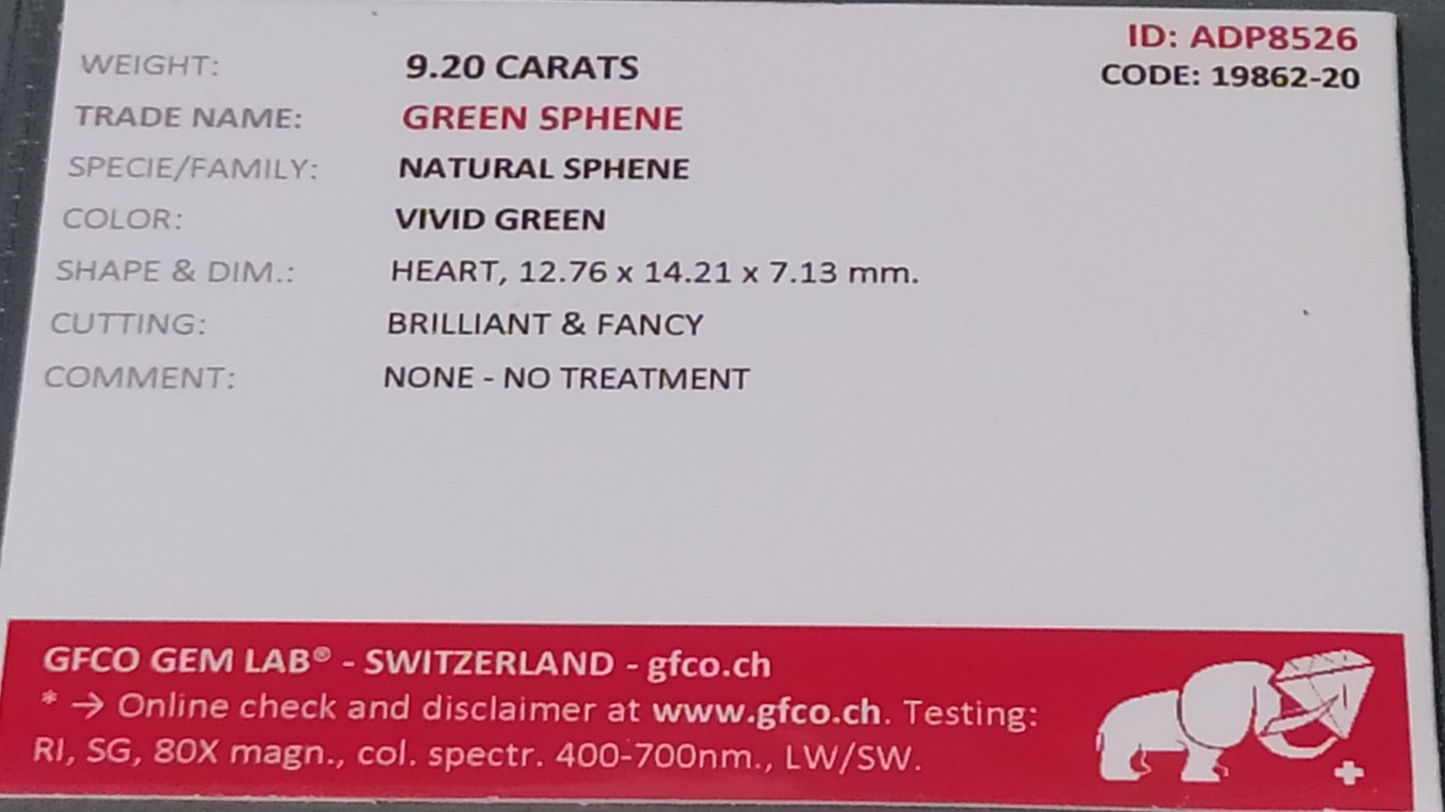 ID: ADP8526
CODE: 19862-20
WEIGHT: 9.20 CARATS
TRADE NAME: GREEN SPHENE
SPECIE/FAMILY: NATURAL SPHENE
COLOR: VIVID GREEN
SHAPE & DIM.: HEART, 12.76 x 14.21 x 7.13 mm.
CUTTING: BRILLIANT & FANCY
COMMENT: NONE - NO TREATMENT
GFCO GEM LAB® - SWITZERLAND - gfco.ch
* → Online check and disclaimer at www.gfco.ch. Testing:
RI, SG, 80X magn., col. spectr. 400-700nm., LW/SW.